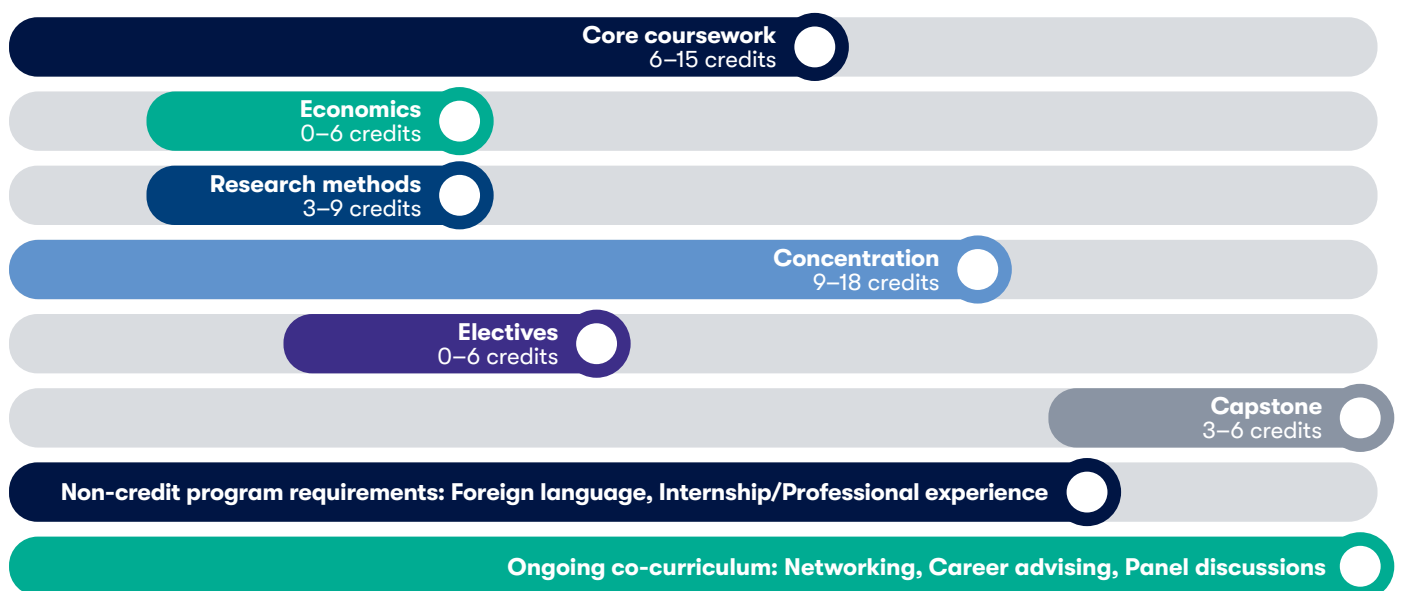 Core coursework
6–15 credits
Economics
0–6 credits
Research methods
3–9 credits
Concentration
9–18 credits
Electives
0–6 credits
Capstone
3–6 credits
Non-credit program requirements: Foreign language, Internship/Professional experience
Ongoing co-curriculum: Networking, Career advising, Panel discussions